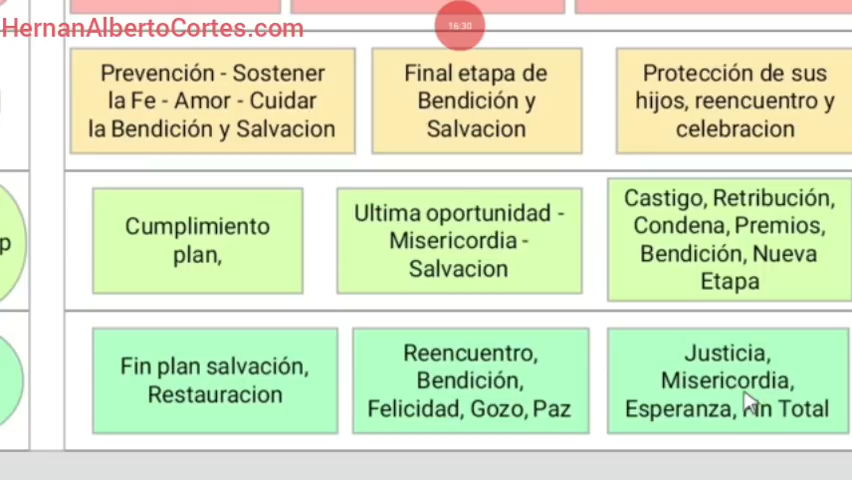 HernanAlbertoCortes.com
16:30
Prevención - Sostener
la Fe - Amor - Cuidar
la Bendición y Salvacion
Final etapa de
Bendición y
Salvacion
Protección de sus
hijos, reencuentro y
celebracion
p
Cumplimiento
plan,
Ultima oportunidad -
Misericordia -
Salvacion
Castigo, Retribución,
Condena, Premios,
Bendición, Nueva
Etapa
Fin plan salvación,
Restauracion
Reencuentro,
Bendición,
Felicidad, Gozo, Paz
Justicia,
Misericordia,
Esperanza, Fin Total